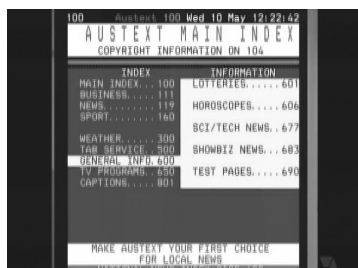 100 Austext 100 Wed 10 May 12:22:42
AUSTEXT MAIN INDEX
COPYRIGHT INFORMATION ON 104
INDEX
MAIN INDEX... 100
BUSINESS..... 111
NEWS......... 119
SPORT........ 160
WEATHER...... 300
TAB SERVICE.. 500
GENERAL INFO. 600
TV PROGRAMS.. 650
CAPTIONS..... 801
INFORMATION
LOTTERIES..... 601
HOROSCOPES.... 606
SCI/TECH NEWS.. 677
SHOWBIZ NEWS... 683
TEST PAGES..... 690
MAKE AUSTEXT YOUR FIRST CHOICE
FOR LOCAL NEWS